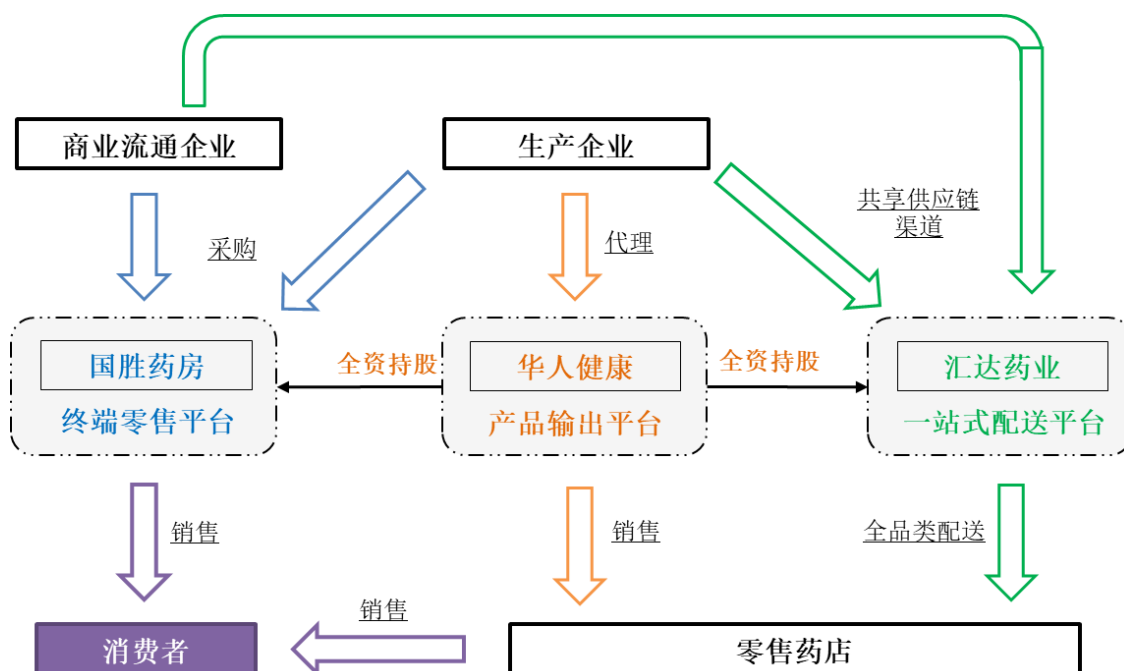 商业流通企业
生产企业
共享供应链
渠道
采购
代理
国胜药房
终端零售平台
全资持股
华人健康
产品输出平台
全资持股
汇达药业
一站式配送平台
销售
销售
全品类配送
销售
消费者
零售药店